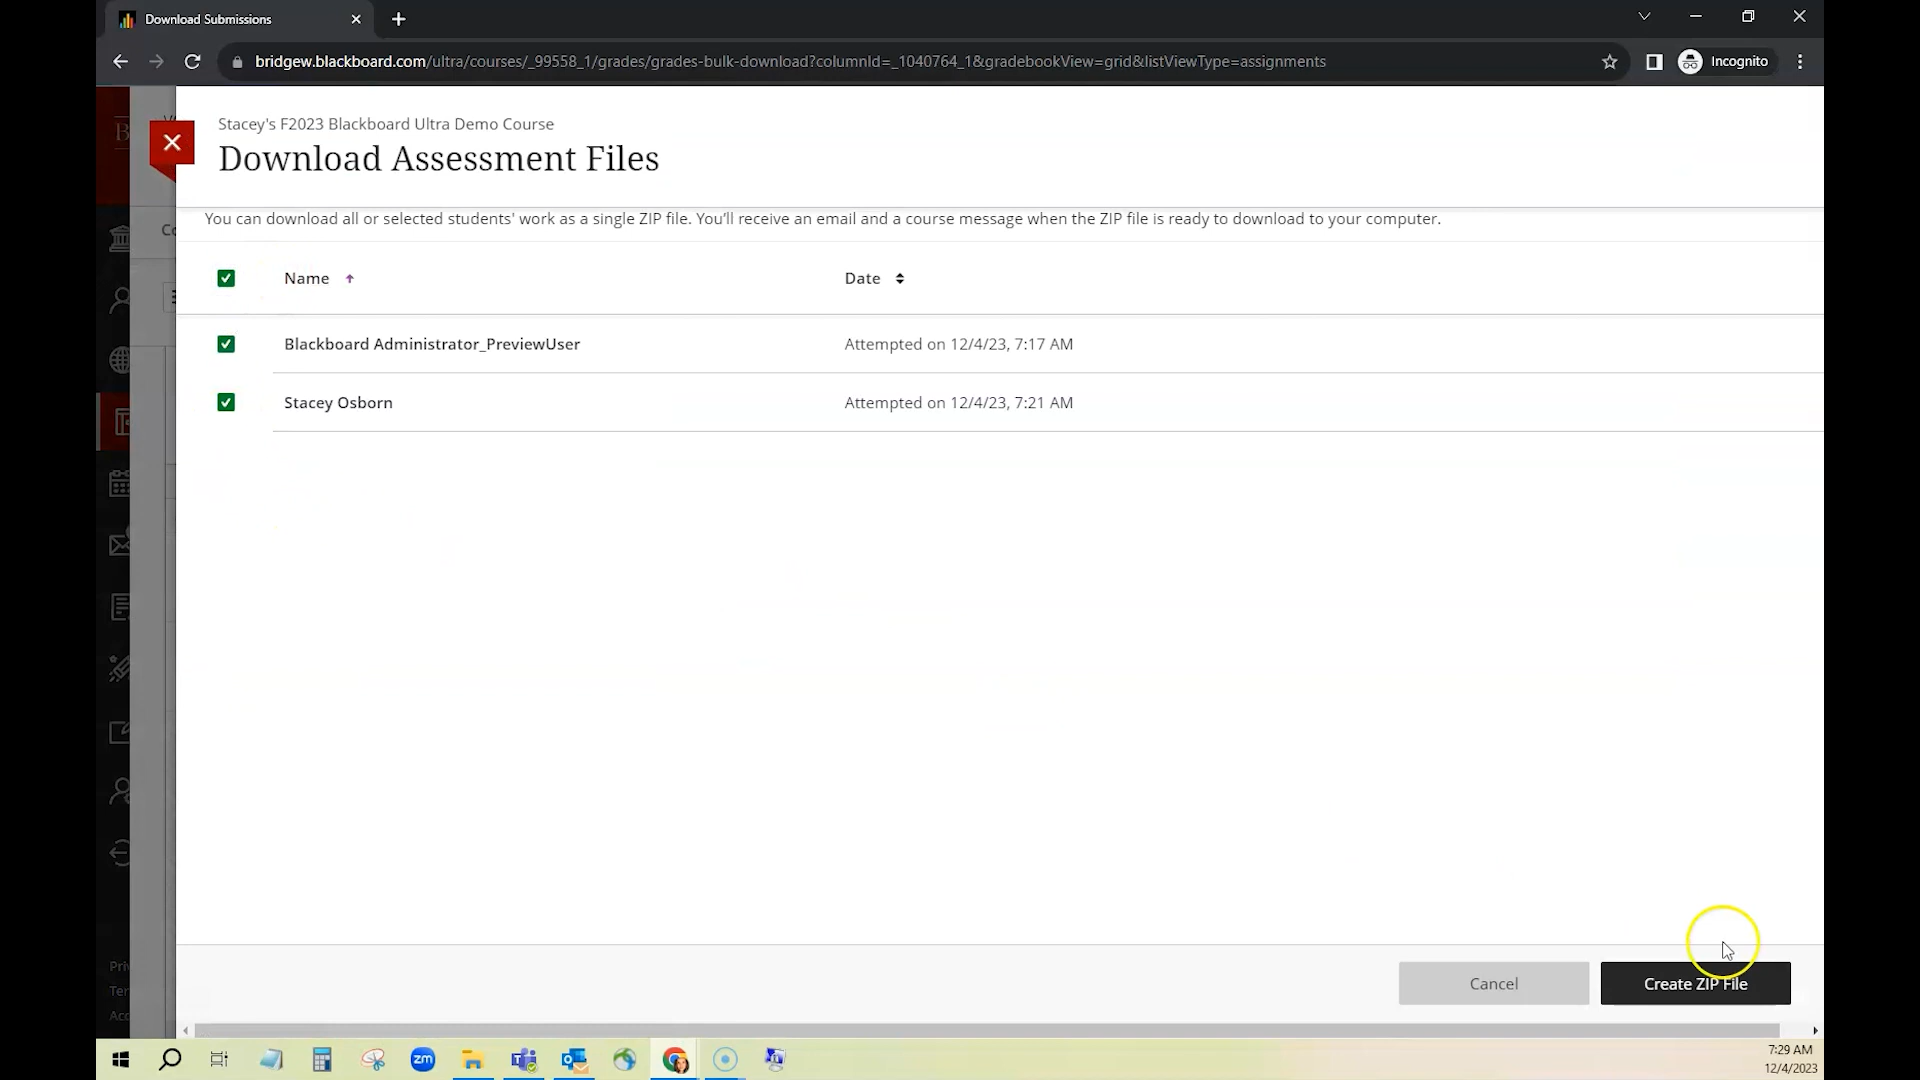 Download Submissions
bridgew.blackboard.com/ultra/courses/_99558_1/grades/grades-bulk-download?columnId=_1040764_1&gradebookView=grid&listViewType=assignments
Incognito
Stacey's F2023 Blackboard Ultra Demo Course
Download Assessment Files
You can download all or selected students' work as a single ZIP file. You'll receive an email and a course message when the ZIP file is ready to download to your computer.
Name
Date
Blackboard Administrator_PreviewUser
Attempted on 12/4/23, 7:17 AM
Stacey Osborn
Attempted on 12/4/23, 7:21 AM
Cancel
Create ZIP File
zm
7:29 AM
12/4/2023